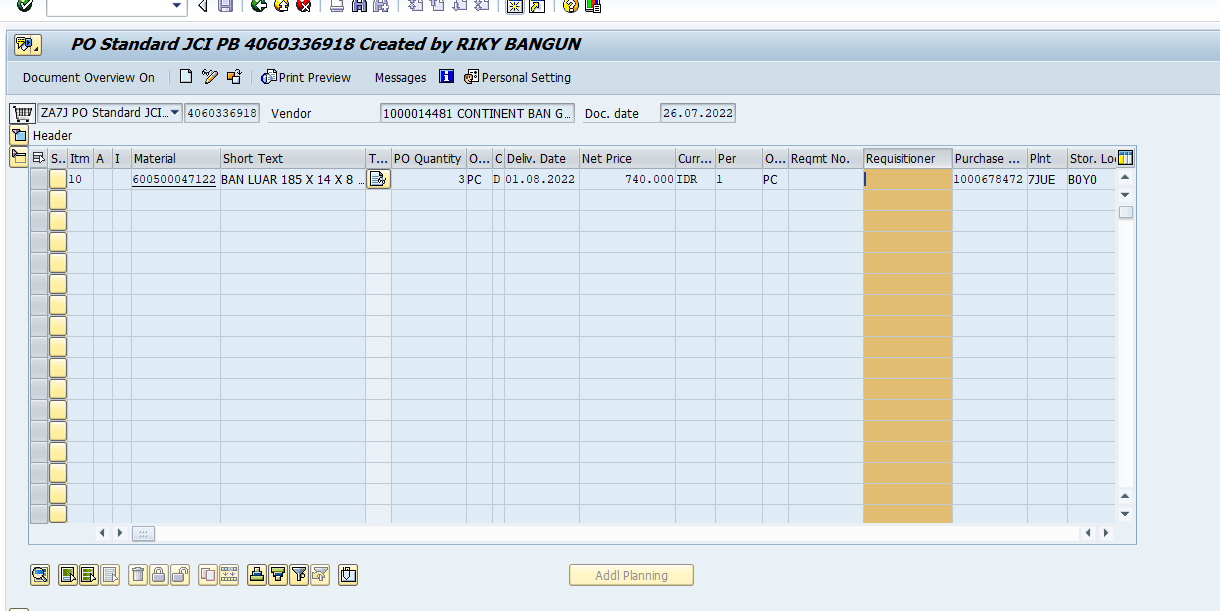 PO Standard JCI PB 4060336918 Created by RIKY BANGUN
Document Overview On Print Preview Messages Personal Setting
ZA7J PO Standard JCI... 4060336918 Vendor 1000014481 CONTINENT BAN G... Doc. date 26.07.2022
Header
S.. Itm A I Material Short Text T... PO Quantity O... C Deliv. Date Net Price Curr... Per O... Reqmt No. Requisitioner Purchase ... Plnt Stor. Lo
10 600500047122 BAN LUAR 185 X 14 X 8 ... 3 PC D 01.08.2022 740.000 IDR 1 PC 1000678472 7JUE B0Y0
Addl Planning